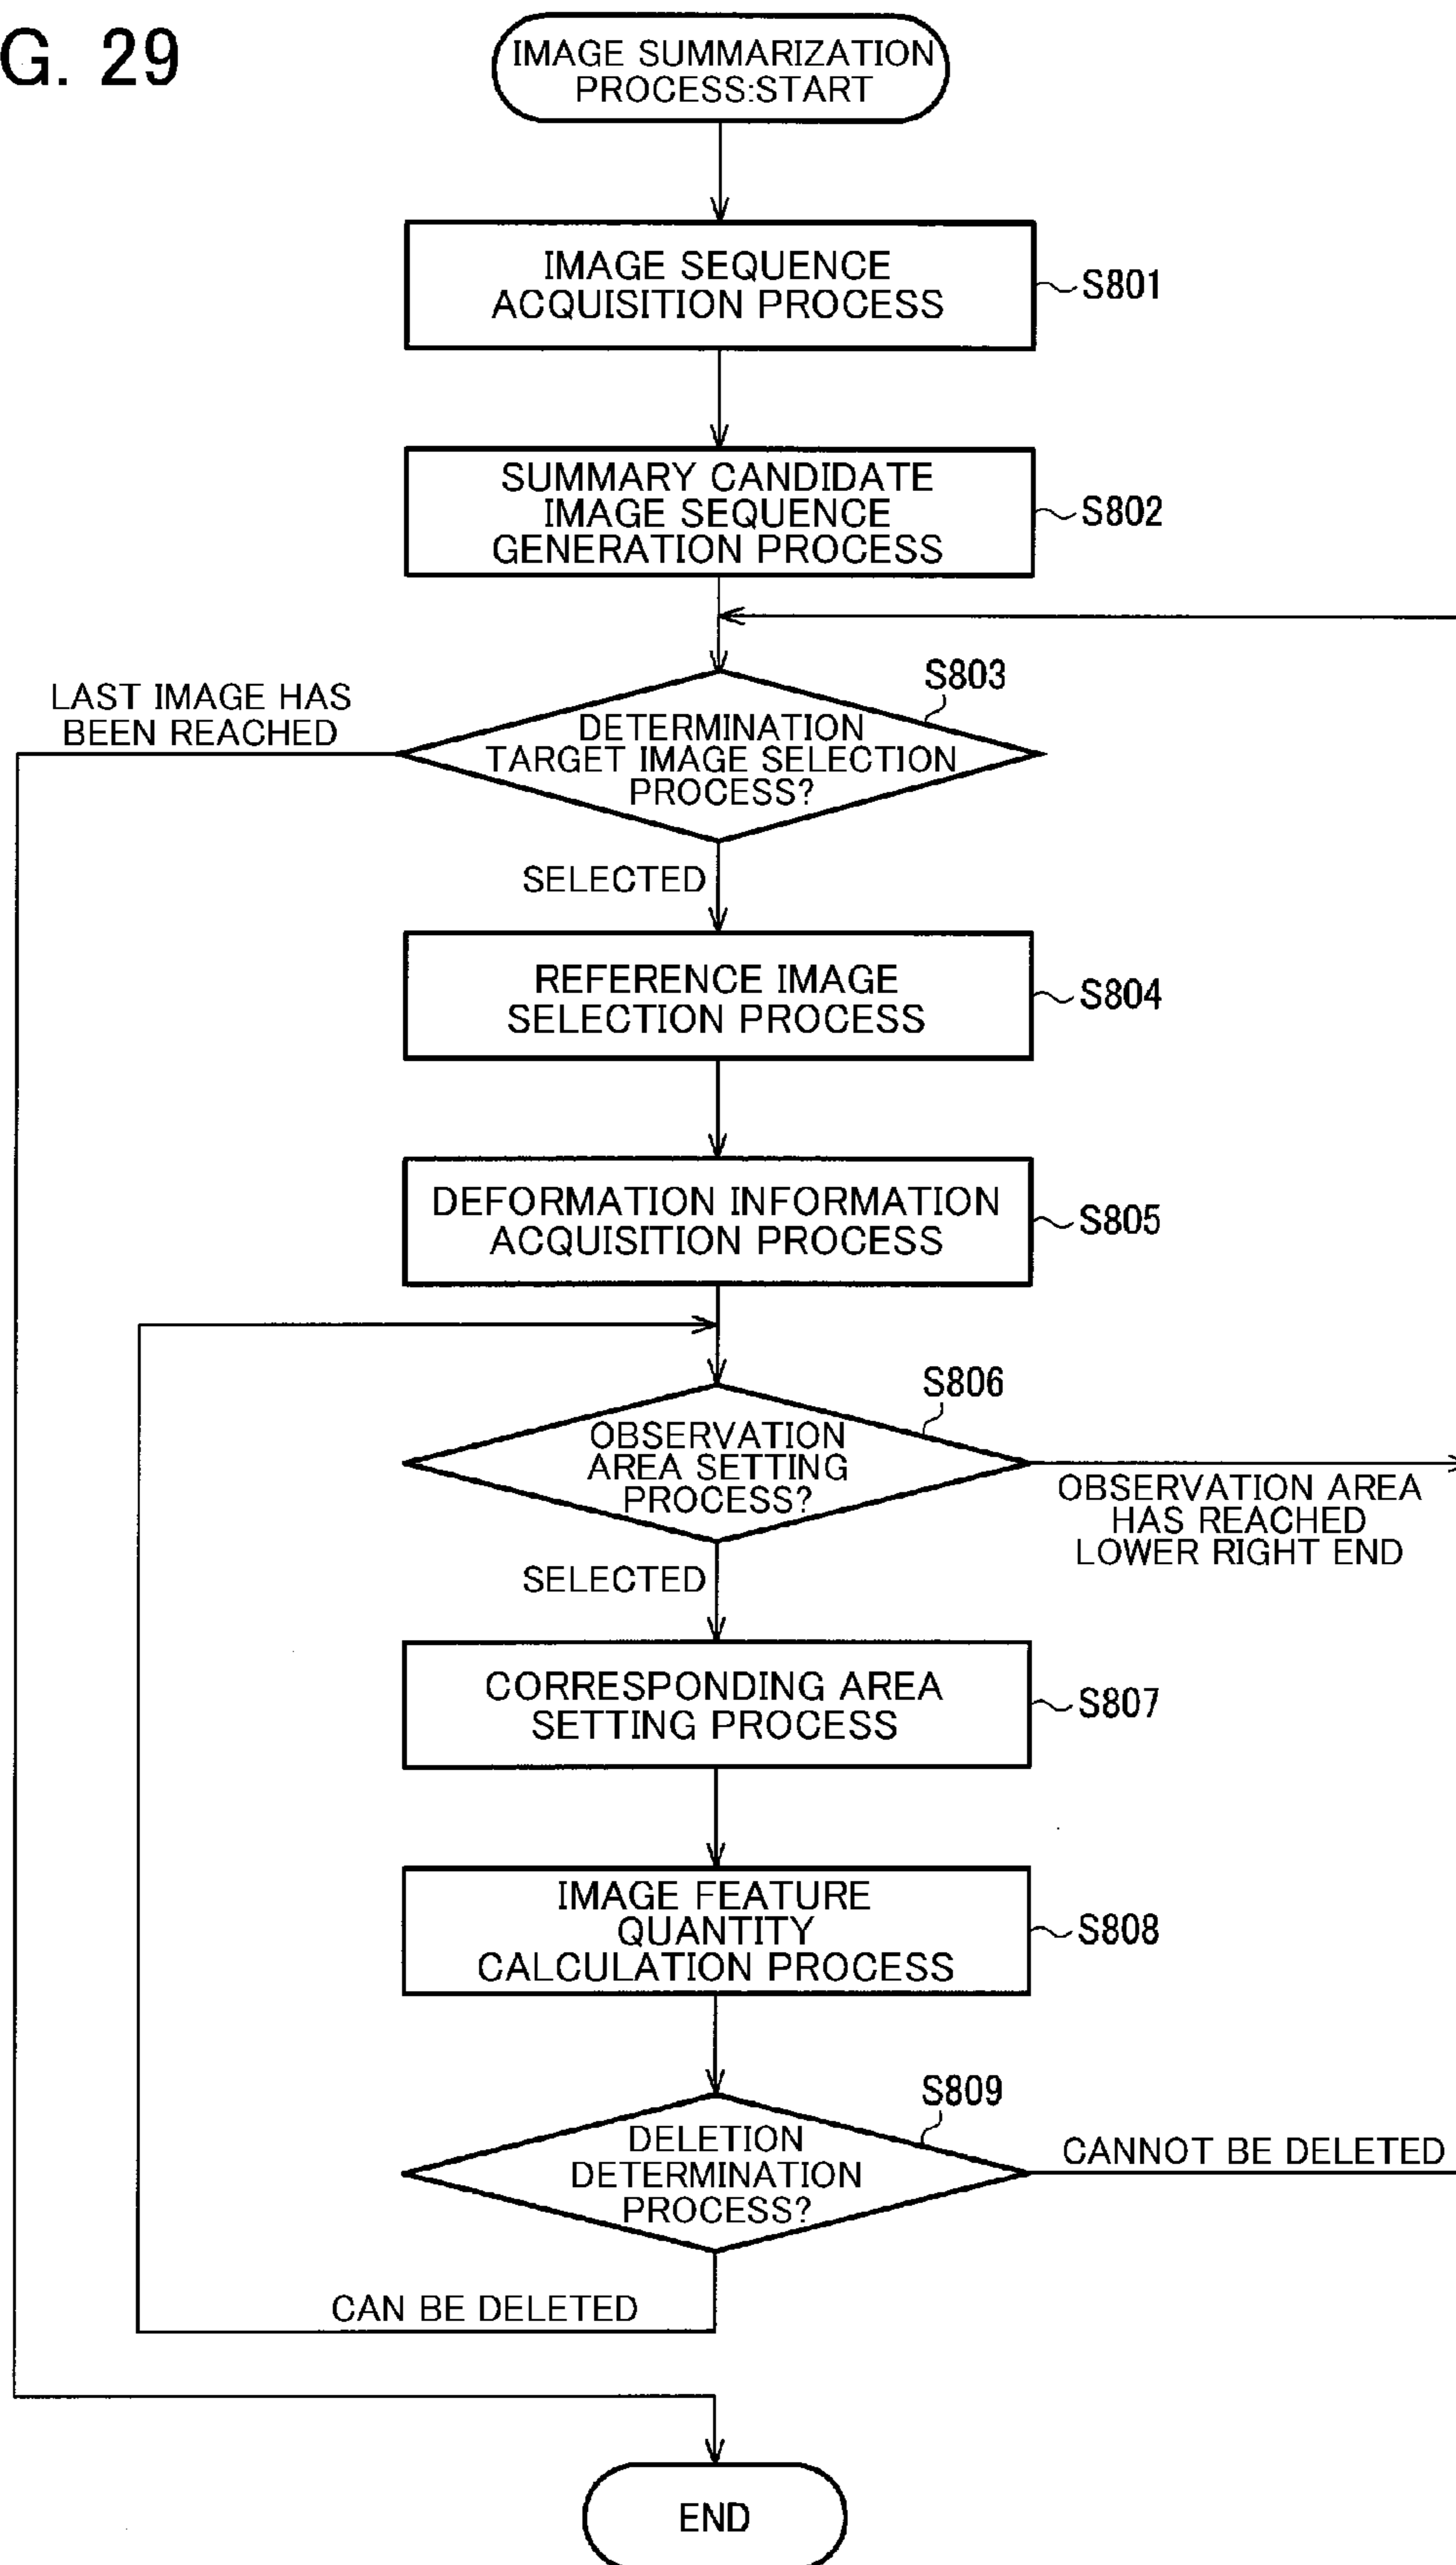 G. 29
IMAGE SUMMARIZATION
PROCESS:START
IMAGE SEQUENCE
ACQUISITION PROCESS
S801
SUMMARY CANDIDATE
IMAGE SEQUENCE
GENERATION PROCESS
S802
LAST IMAGE HAS
BEEN REACHED
S803
DETERMINATION
TARGET IMAGE SELECTION
PROCESS?
SELECTED
REFERENCE IMAGE
SELECTION PROCESS
S804
DEFORMATION INFORMATION
ACQUISITION PROCESS
S805
S806
OBSERVATION
AREA SETTING
PROCESS?
OBSERVATION AREA
HAS REACHED
LOWER RIGHT END
SELECTED
CORRESPONDING AREA
SETTING PROCESS
S807
IMAGE FEATURE
QUANTITY
CALCULATION PROCESS
S808
S809
DELETION
DETERMINATION
PROCESS?
CANNOT BE DELETED
CAN BE DELETED
END